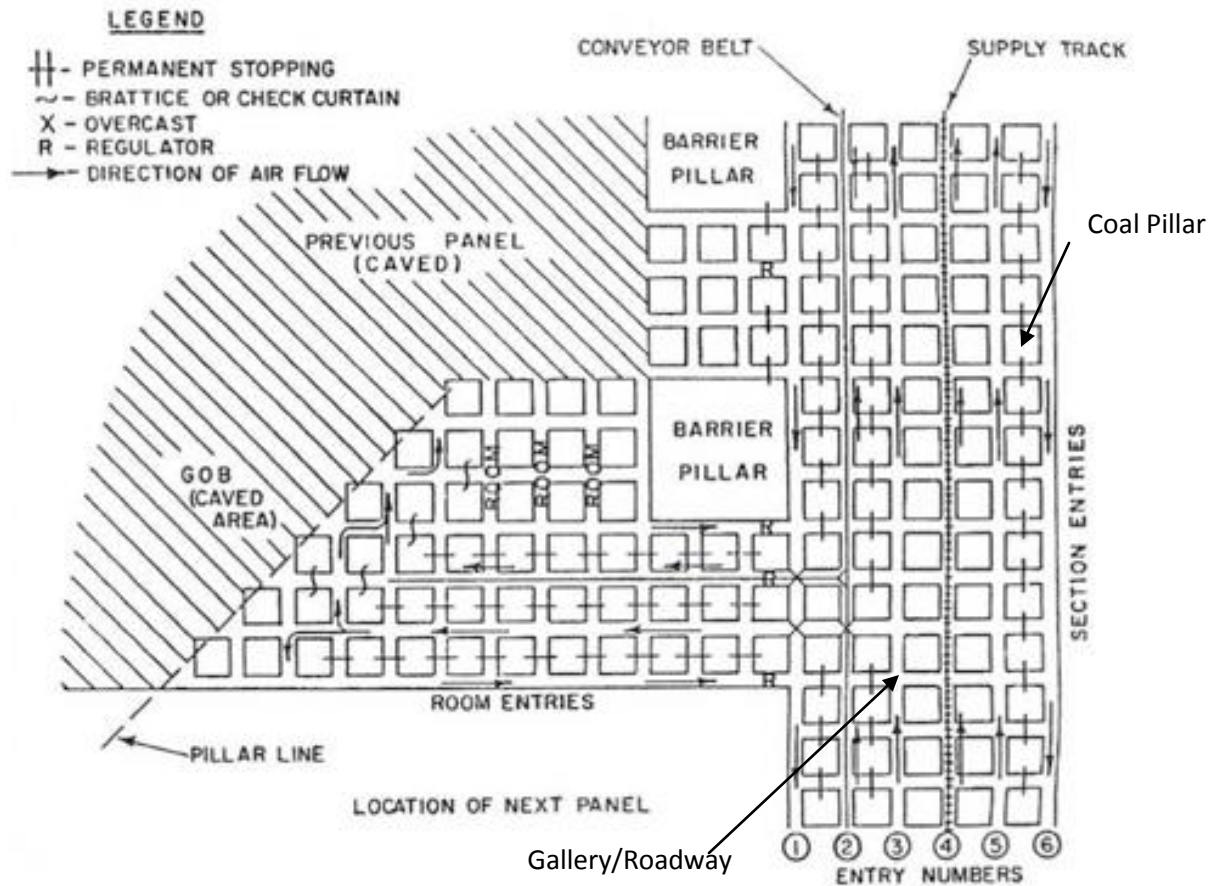 LEGEND
- PERMANENT STOPPING
~ - BRATTICE OR CHECK CURTAIN
X - OVERCAST
R - REGULATOR
- DIRECTION OF AIR FLOW
CONVEYOR BELT
SUPPLY TRACK
BARRIER
PILLAR
Coal Pillar
PREVIOUS PANEL
(CAVED)
R
BARRIER
PILLAR
GOB
(CAVED
AREA)
ROOM
ROOM
ROOM
R
R
R
SECTION ENTRIES
ROOM ENTRIES
PILLAR LINE
LOCATION OF NEXT PANEL
Gallery/Roadway
1 2 3 4 5 6
ENTRY NUMBERS